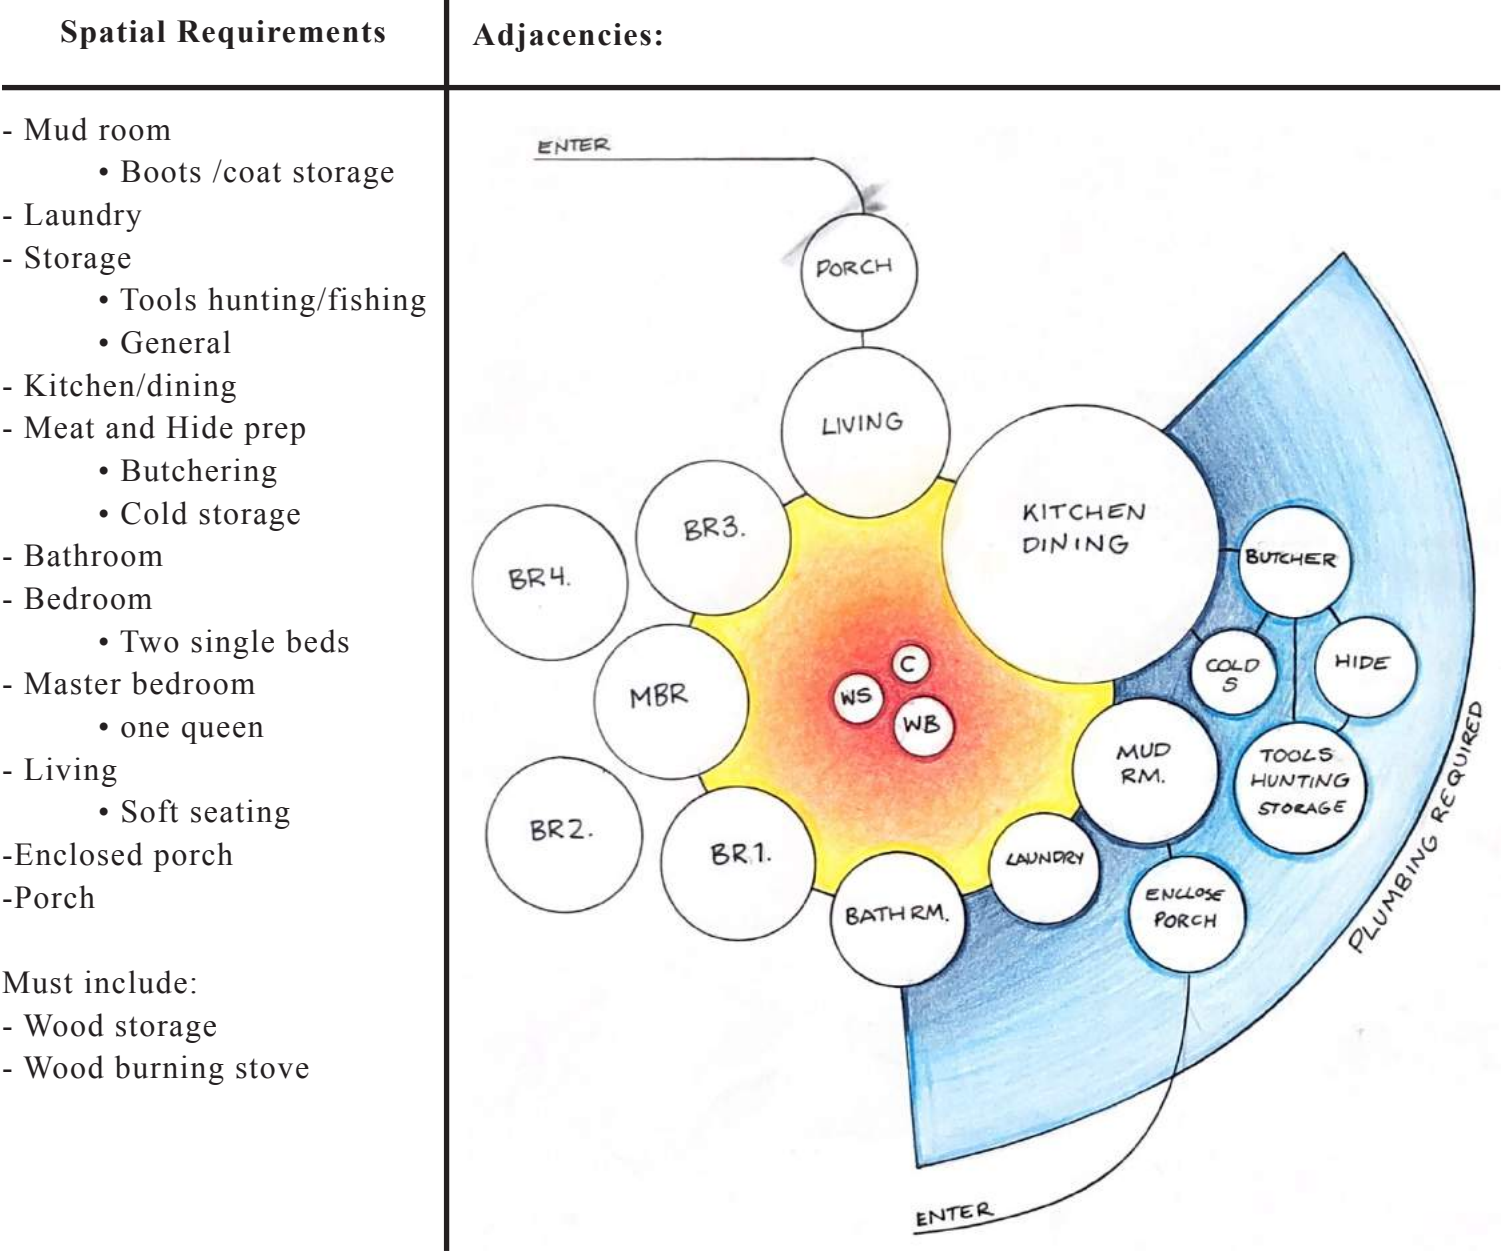 Spatial Requirements
Adjacencies:
- Mud room
• Boots /coat storage
- Laundry
- Storage
• Tools hunting/fishing
• General
- Kitchen/dining
- Meat and Hide prep
• Butchering
• Cold storage
- Bathroom
- Bedroom
• Two single beds
- Master bedroom
• one queen
- Living
• Soft seating
-Enclosed porch
-Porch
Must include:
- Wood storage
- Wood burning stove
ENTER
PORCH
LIVING
KITCHEN
DINING
BR3.
BR4.
BUTCHER
COLD
S
HIDE
C
WS
WB
MBR
MUD
RM.
TOOLS
HUNTING
STORAGE
BR2.
BR1.
LAUNDRY
BATHRM.
ENCLOSE
PORCH
PLUMBING REQUIRED
ENTER